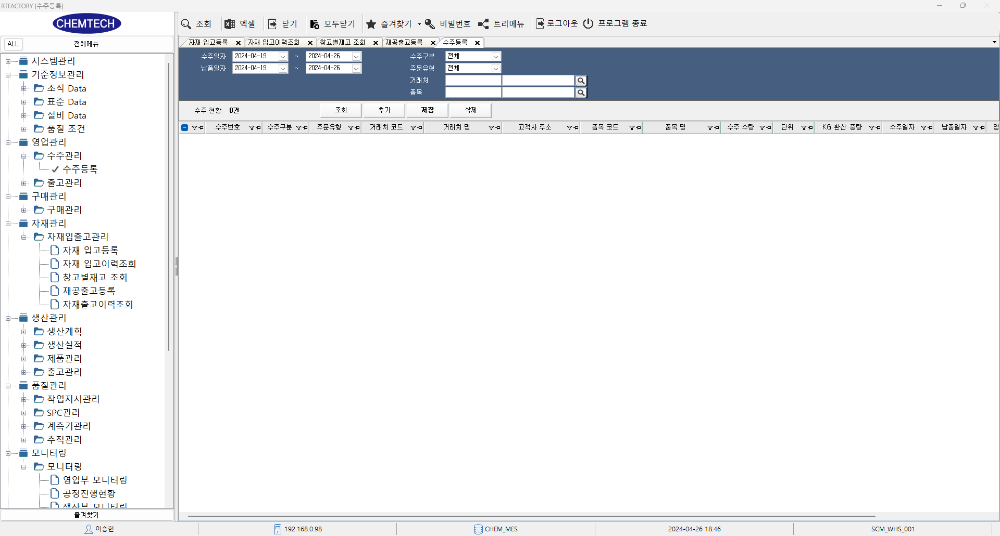 RTFACTORY [수주등록]
CHEMTECH
ALL 전체메뉴
시스템관리
기준정보관리
조직 Data
표준 Data
설비 Data
품질 조건
영업관리
수주관리
수주등록
출고관리
구매관리
구매관리
자재관리
자재입출고관리
자재 입고등록
자재 입고이력조회
창고별재고 조회
재공출고등록
자재출고이력조회
생산관리
생산계획
생산실적
제품관리
출고관리
품질관리
작업지시관리
SPC관리
계측기관리
추적관리
모니터링
모니터링
영업부 모니터링
공정진행현황
생산부 모니터링
즐겨찾기
조회 엑셀 닫기 모두닫기 즐겨찾기 비밀번호 트리메뉴 로그아웃 프로그램 종료
자재 입고등록 자재 입고이력조회 창고별재고 조회 재공출고등록 수주등록
수주일자 2024-04-19 ~ 2024-04-26 수주구분 전체
납품일자 2024-04-19 ~ 2024-04-26 주문유형 전체
거래처
품목
수주 현황 0건 조회 추가 저장 삭제
수주번호 수주구분 주문유형 거래처 코드 거래처 명 고객사 주소 품목 코드 품목 명 수주 수량 단위 KG 환산 중량 수주일자 납품일자 영
이승현 192.168.0.98 CHEM_MES 2024-04-26 18:46 SCM_WHS_001